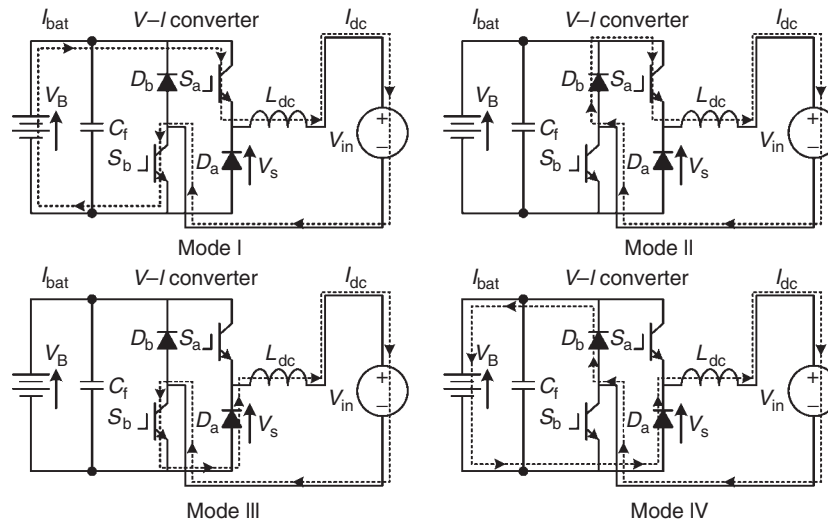 I_bat V–I converter I_dc
D_b S_a L_dc
V_B C_f V_in + −
S_b D_a V_s
Mode I
I_bat V–I converter I_dc
D_b S_a L_dc
V_B C_f V_in + −
S_b D_a V_s
Mode II
I_bat V–I converter I_dc
D_b S_a L_dc
V_B C_f V_in + −
S_b D_a V_s
Mode III
I_bat V–I converter I_dc
D_b S_a L_dc
V_B C_f V_in + −
S_b D_a V_s
Mode IV